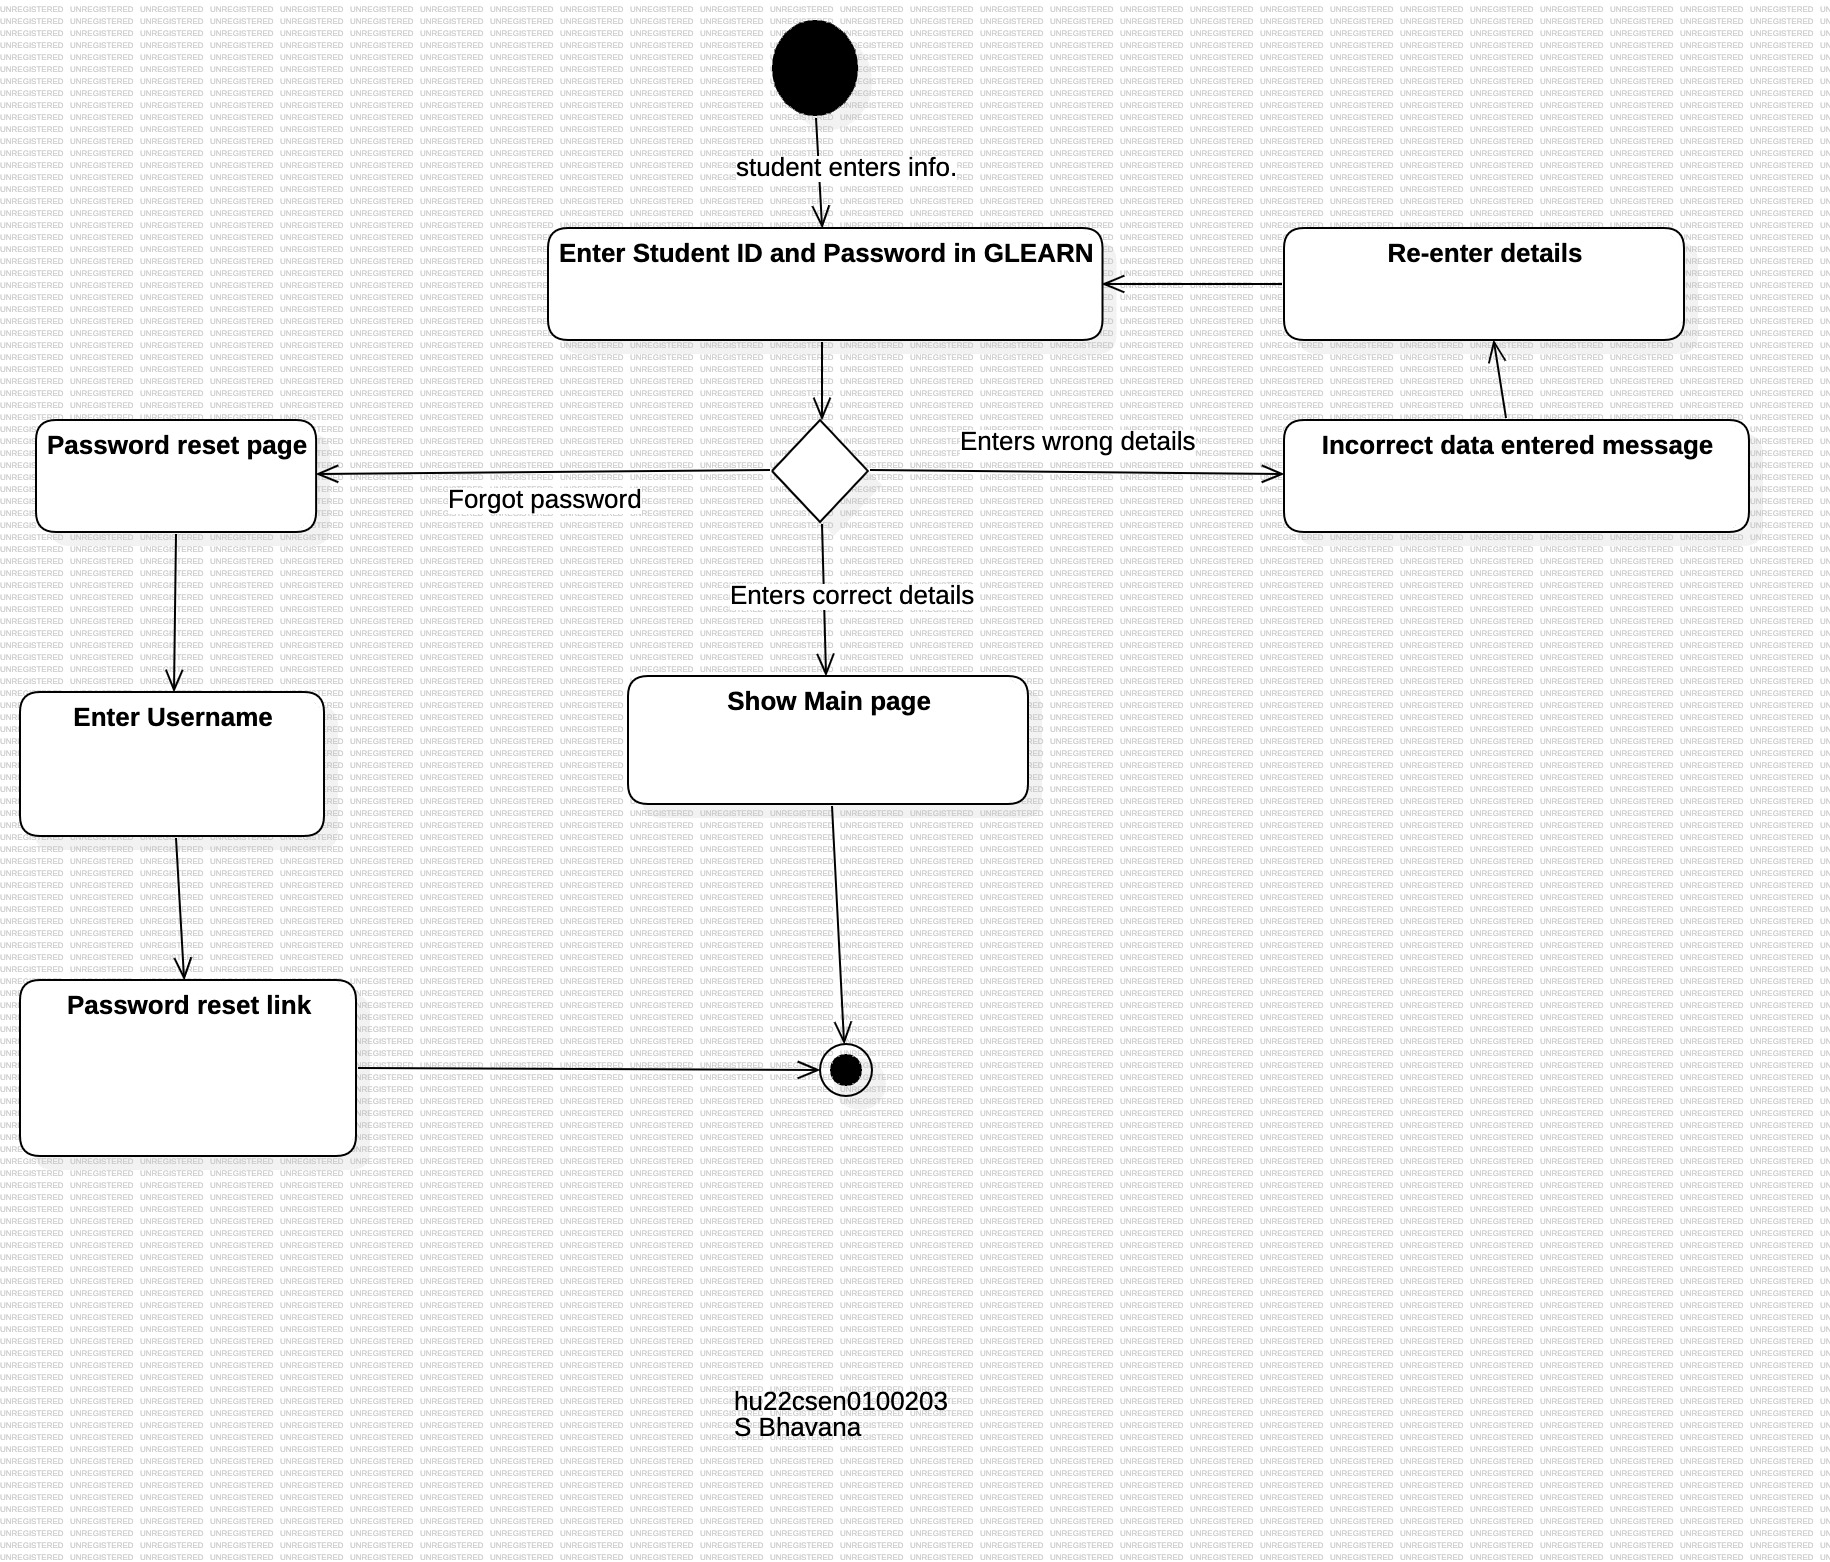 student enters info.
Enter Student ID and Password in GLEARN
Re-enter details
Password reset page
Enters wrong details
Incorrect data entered message
Forgot password
Enters correct details
Enter Username
Show Main page
Password reset link
hu22csen0100203
S Bhavana
UNREGISTERED